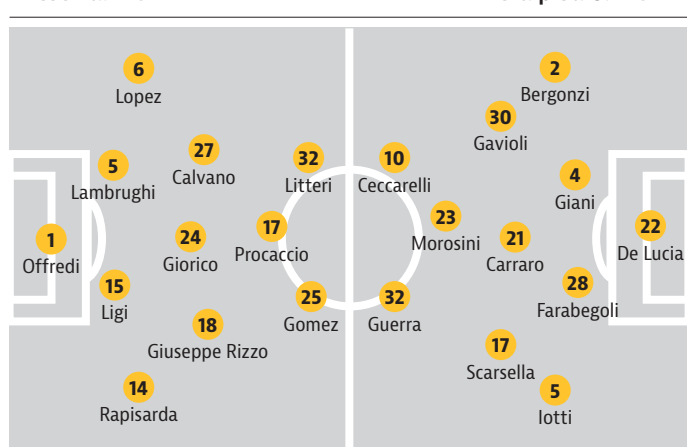 6
Lopez
5
Lambrughi
27
Calvano
32
Litteri
1
Offredi
24
Giorico
17
Procaccio
15
Ligi
25
Gomez
18
Giuseppe Rizzo
14
Rapisarda
2
Bergonzi
30
Gavioli
10
Ceccarelli
4
Giani
23
Morosini
21
Carraro
22
De Lucia
32
Guerra
28
Farabegoli
17
Scarsella
5
Iotti